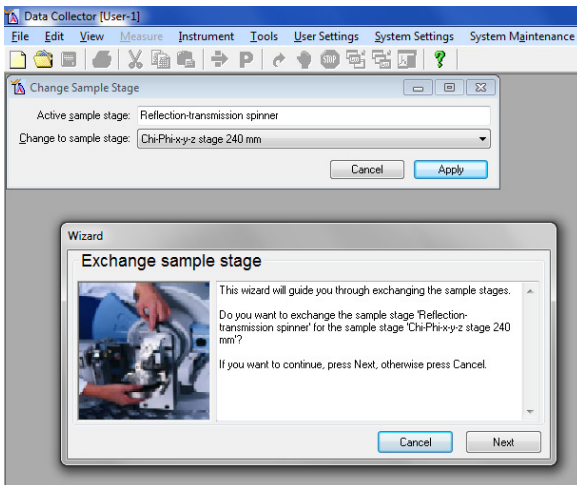 Data Collector [User-1]
File Edit View Measure Instrument Tools User Settings System Settings System Maintenance
STOP
Change Sample Stage
Active sample stage: Reflection-transmission spinner
Change to sample stage: Chi-Phi-x-y-z stage 240 mm
Cancel Apply
Wizard
Exchange sample stage
This wizard will guide you through exchanging the sample stages.
Do you want to exchange the sample stage 'Reflection-
transmission spinner' for the sample stage 'Chi-Phi-x-y-z stage 240
mm'?
If you want to continue, press Next, otherwise press Cancel.
Cancel Next